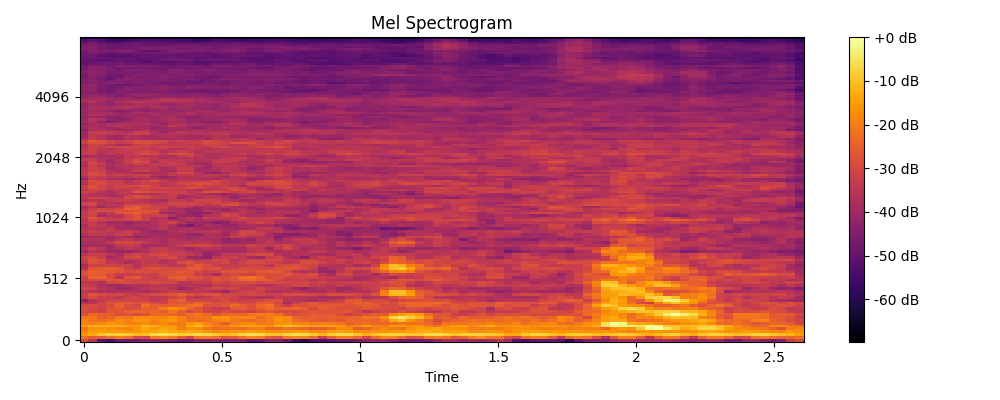 Mel Spectrogram
Hz
4096
2048
1024
512
0
0
0.5
1
1.5
2
2.5
Time
+0 dB
-10 dB
-20 dB
-30 dB
-40 dB
-50 dB
-60 dB